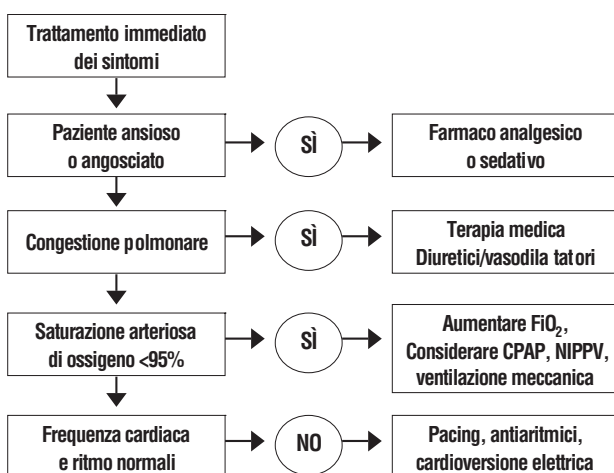 Trattamento immediato
dei sintomi
Paziente ansioso
o angosciato
SÌ
Farmaco analgesico
o sedativo
Congestione polmonare
SÌ
Terapia medica
Diuretici/vasodila tatori
Saturazione arteriosa
di ossigeno <95%
SÌ
Aumentare FiO₂,
Considerare CPAP, NIPPV,
ventilazione meccanica
Frequenza cardiaca
e ritmo normali
NO
Pacing, antiaritmici,
cardioversione elettrica